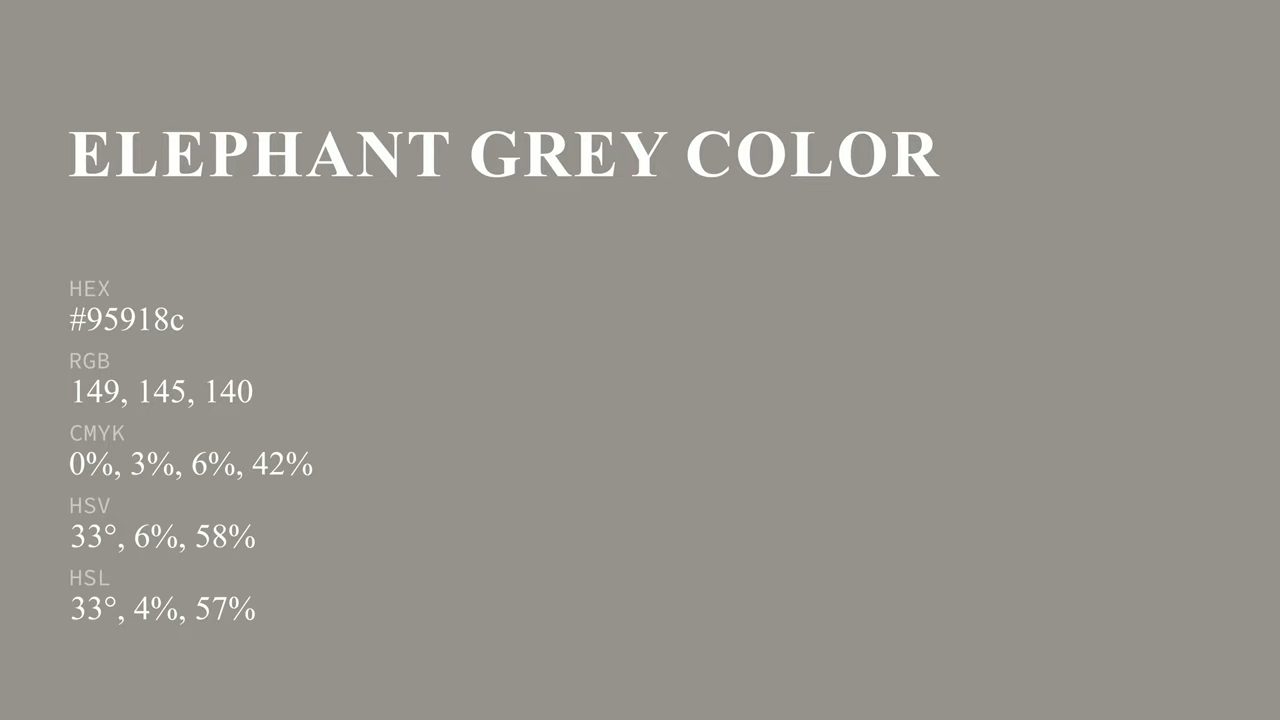 ELEPHANT GREY COLOR
HEX
#95918c
RGB
149, 145, 140
CMYK
0%, 3%, 6%, 42%
HSV
33°, 6%, 58%
HSL
33°, 4%, 57%